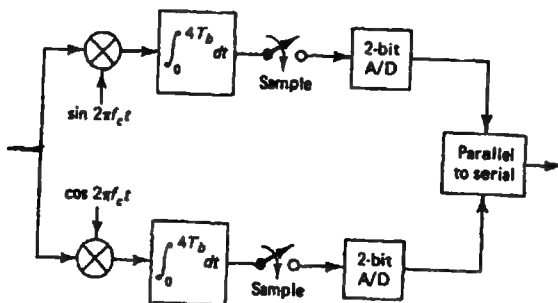 ∫₀^{4T_b} dt
Sample
2-bit
A/D
sin 2πf_c t
Parallel
to serial
cos 2πf_c t
∫₀^{4T_b} dt
Sample
2-bit
A/D